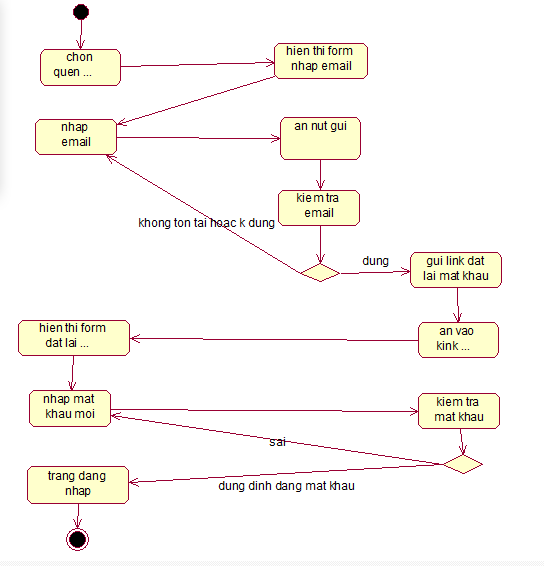 chon
quen ...
hien thi form
nhap email
nhap
email
an nut gui
kiem tra
email
khong ton tai hoac k dung
dung
gui link dat
lai mat khau
hien thi form
dat lai ...
an vao
kink ...
nhap mat
khau moi
kiem tra
mat khau
sai
trang dang
nhap
dung dinh dang mat khau